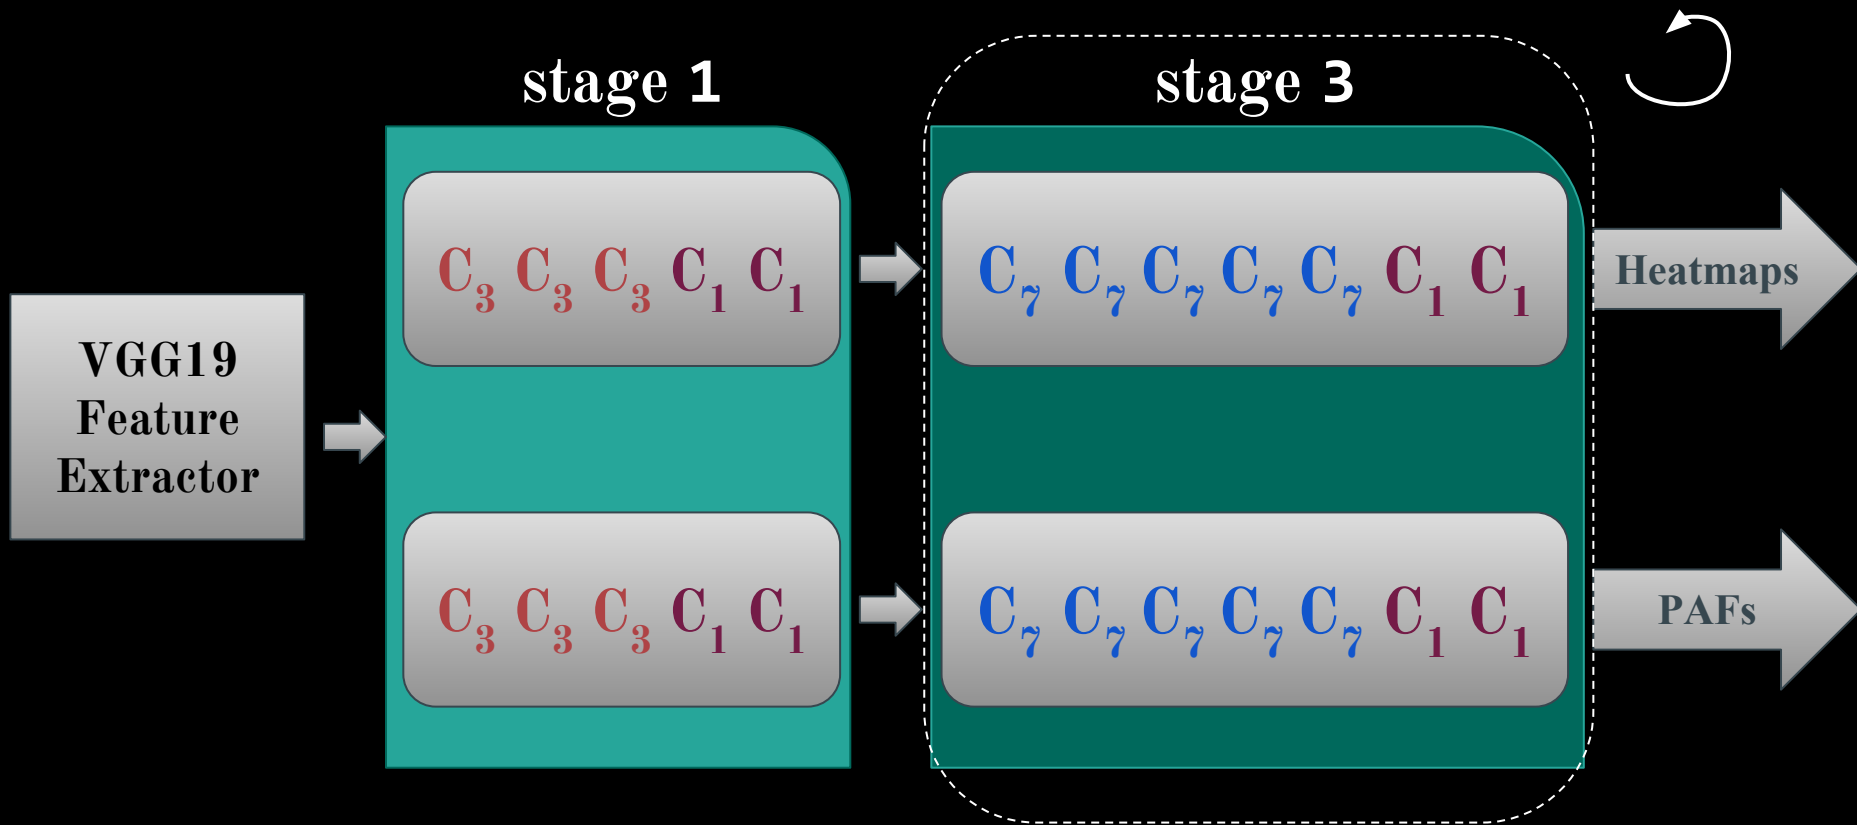 stage 1
stage 3
C3 C3 C3 C1 C1
C7 C7 C7 C7 C7 C1 C1
Heatmaps
VGG19
Feature
Extractor
C3 C3 C3 C1 C1
C7 C7 C7 C7 C7 C1 C1
PAFs